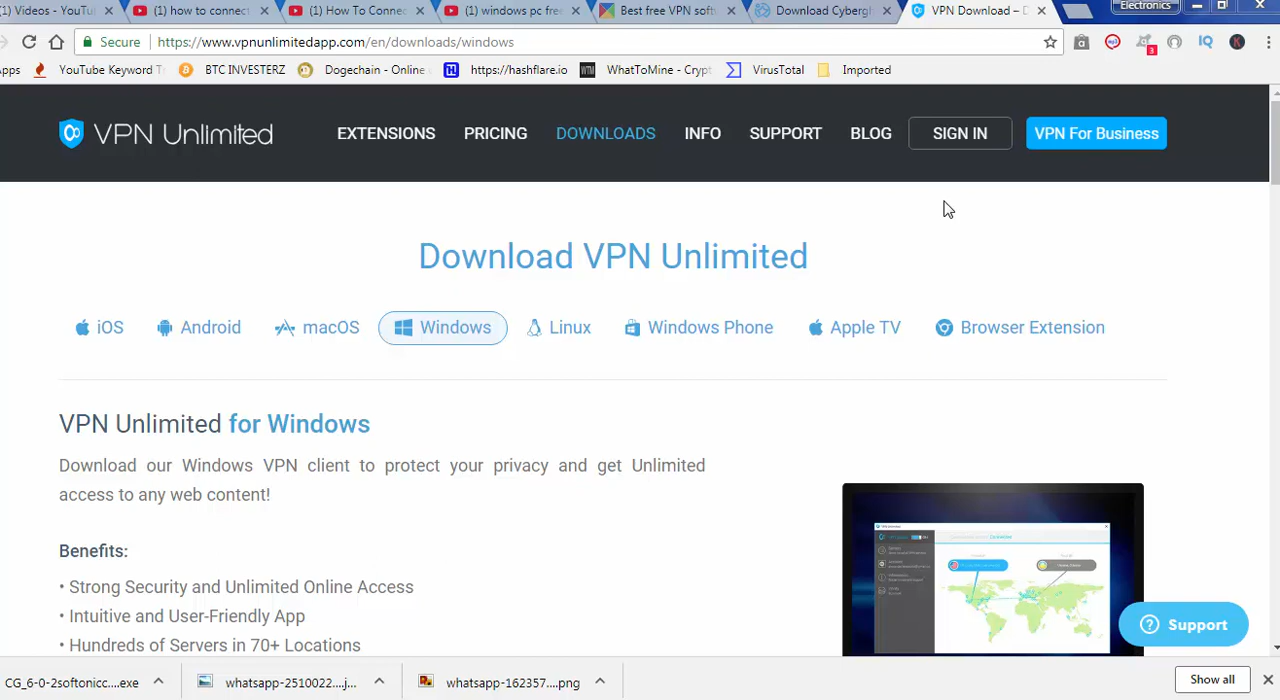 (1) Videos - YouTu
(1) how to connect
(1) How To Connec
(1) windows pc free
Best free VPN softw
Download Cybergh
VPN Download – D
Electronics
Secure
https://www.vpnunlimitedapp.com/en/downloads/windows
Apps
YouTube Keyword T
BTC INVESTERZ
Dogechain - Online
https://hashflare.io
WhatToMine - Crypt
VirusTotal
Imported
VPN Unlimited
EXTENSIONS
PRICING
DOWNLOADS
INFO
SUPPORT
BLOG
SIGN IN
VPN For Business
Download VPN Unlimited
iOS
Android
macOS
Windows
Linux
Windows Phone
Apple TV
Browser Extension
VPN Unlimited for Windows
Download our Windows VPN client to protect your privacy and get Unlimited
access to any web content!
Benefits:
• Strong Security and Unlimited Online Access
• Intuitive and User-Friendly App
• Hundreds of Servers in 70+ Locations
Support
CG_6-0-2softonicc....exe
whatsapp-2510022....j...
whatsapp-162357....png
Show all